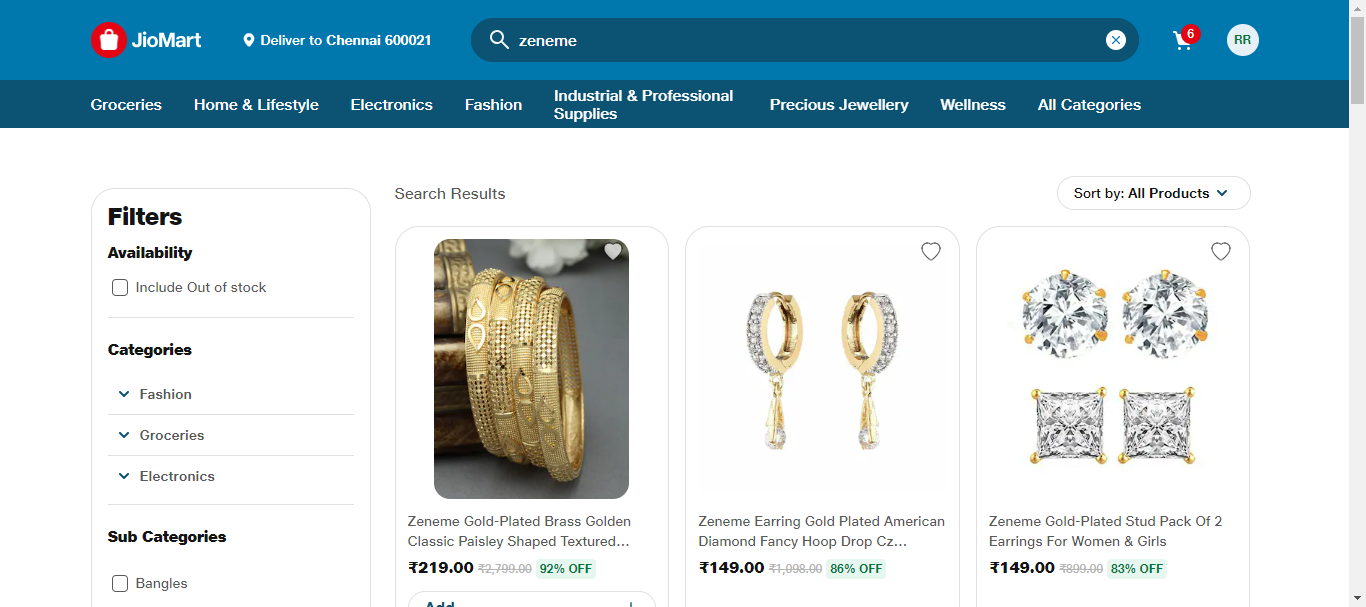 JioMart
Deliver to Chennai 600021
zeneme
6
RR
Groceries
Home & Lifestyle
Electronics
Fashion
Industrial & Professional
Supplies
Precious Jewellery
Wellness
All Categories
Filters
Availability
Include Out of stock
Categories
Fashion
Groceries
Electronics
Sub Categories
Bangles
Search Results
Sort by: All Products
Zeneme Gold-Plated Brass Golden
Classic Paisley Shaped Textured...
₹219.00 ₹2,799.00 92% OFF
Add
Zeneme Earring Gold Plated American
Diamond Fancy Hoop Drop Cz...
₹149.00 ₹1,098.00 86% OFF
Zeneme Gold-Plated Stud Pack Of 2
Earrings For Women & Girls
₹149.00 ₹899.00 83% OFF